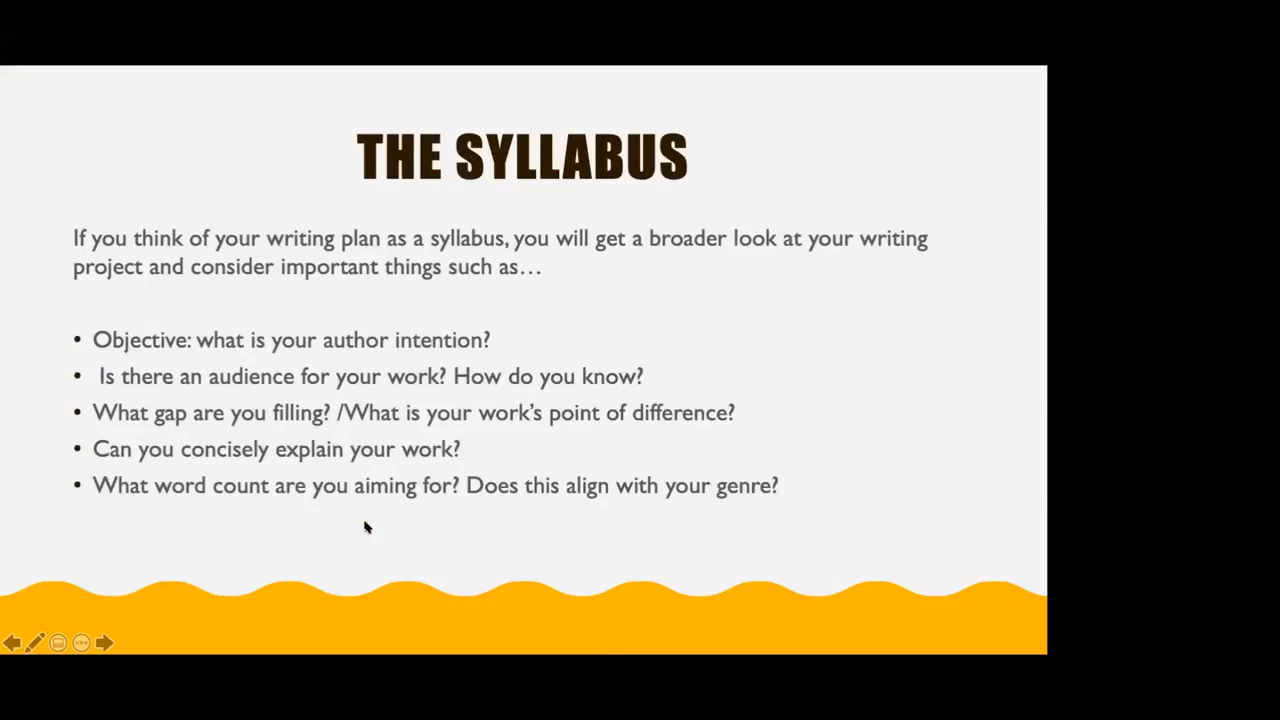 THE SYLLABUS
If you think of your writing plan as a syllabus, you will get a broader look at your writing
project and consider important things such as…
• Objective: what is your author intention?
• Is there an audience for your work? How do you know?
• What gap are you filling? /What is your work's point of difference?
• Can you concisely explain your work?
• What word count are you aiming for? Does this align with your genre?